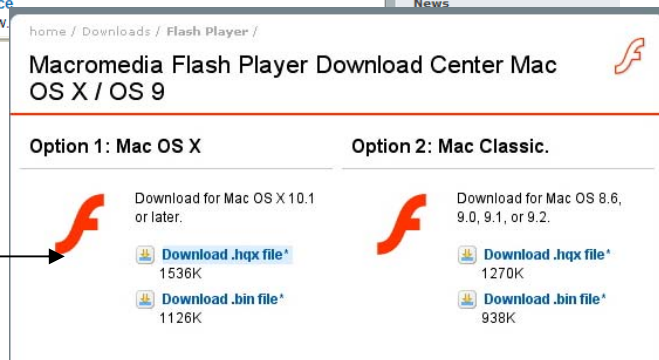 ce
News
w.
home / Downloads / Flash Player /
Macromedia Flash Player Download Center Mac
OS X / OS 9
Option 1: Mac OS X
Download for Mac OS X 10.1
or later.
Download .hqx file*
1536K
Download .bin file*
1126K
Option 2: Mac Classic.
Download for Mac OS 8.6,
9.0, 9.1, or 9.2.
Download .hqx file*
1270K
Download .bin file*
938K